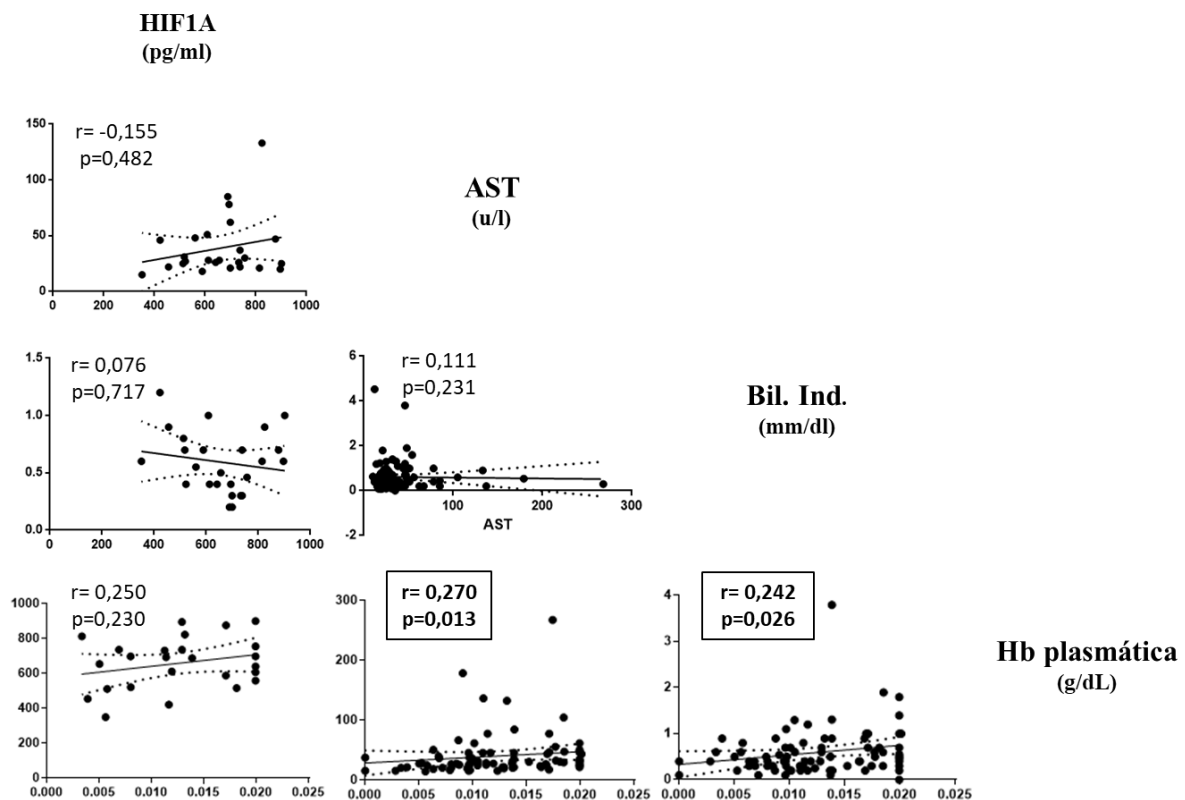 HIF1A
(pg/ml)
r= -0,155
p=0,482
150
100
50
0
0 200 400 600 800 1000
AST
(u/l)
r= 0,076
p=0,717
1.5
1.0
0.5
0.0
0 200 400 600 800 1000
r= 0,111
p=0,231
6
4
2
0
-2
100 200 300
AST
Bil. Ind.
(mm/dl)
r= 0,250
p=0,230
1000
800
600
400
200
0
0.000 0.005 0.010 0.015 0.020 0.025
r= 0,270
p=0,013
300
200
100
0
0.000 0.005 0.010 0.015 0.020 0.025
r= 0,242
p=0,026
4
3
2
1
0
0.000 0.005 0.010 0.015 0.020 0.025
Hb plasmática
(g/dL)